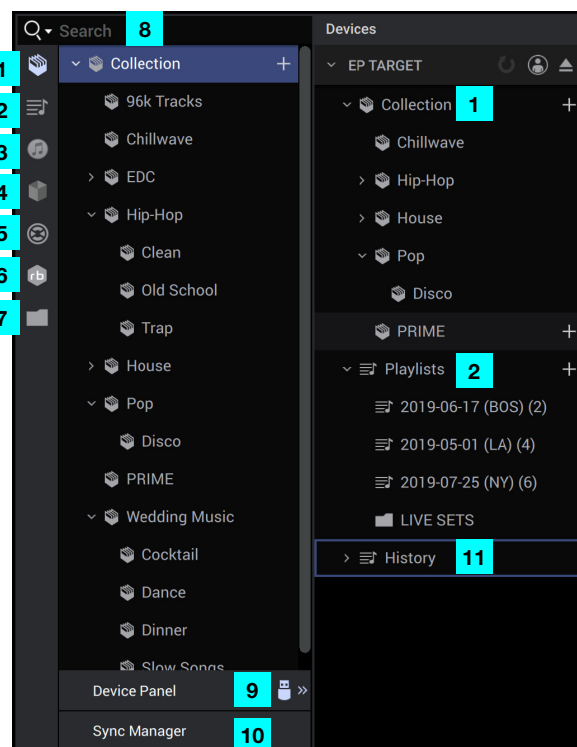 Search 8
1
2
3
4
5
6
7
Collection
96k Tracks
Chillwave
EDC
Hip-Hop
Clean
Old School
Trap
House
Pop
Disco
PRIME
Wedding Music
Cocktail
Dance
Dinner
Slow Songs
Device Panel 9
Sync Manager 10
Devices
EP TARGET
Collection 1
Chillwave
Hip-Hop
House
Pop
Disco
PRIME
Playlists 2
2019-06-17 (BOS) (2)
2019-05-01 (LA) (4)
2019-07-25 (NY) (6)
LIVE SETS
History 11
rb